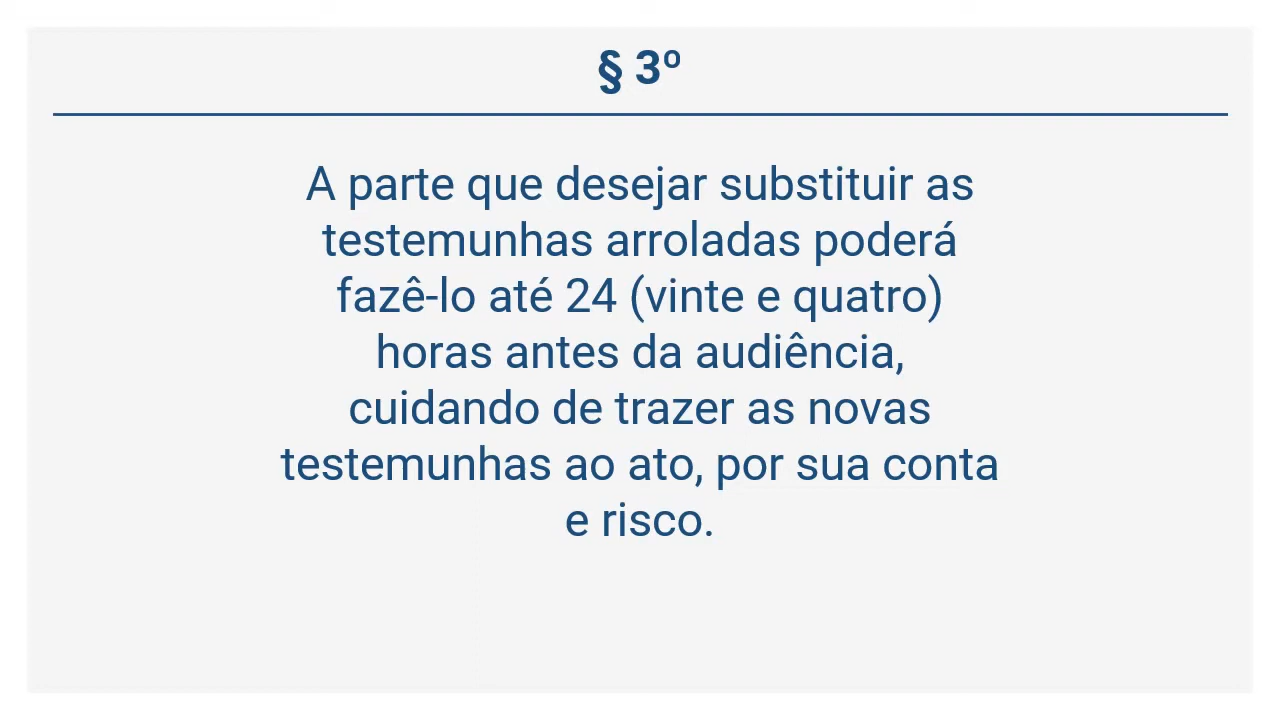 § 3º
A parte que desejar substituir as
testemunhas arroladas poderá
fazê-lo até 24 (vinte e quatro)
horas antes da audiência,
cuidando de trazer as novas
testemunhas ao ato, por sua conta
e risco.